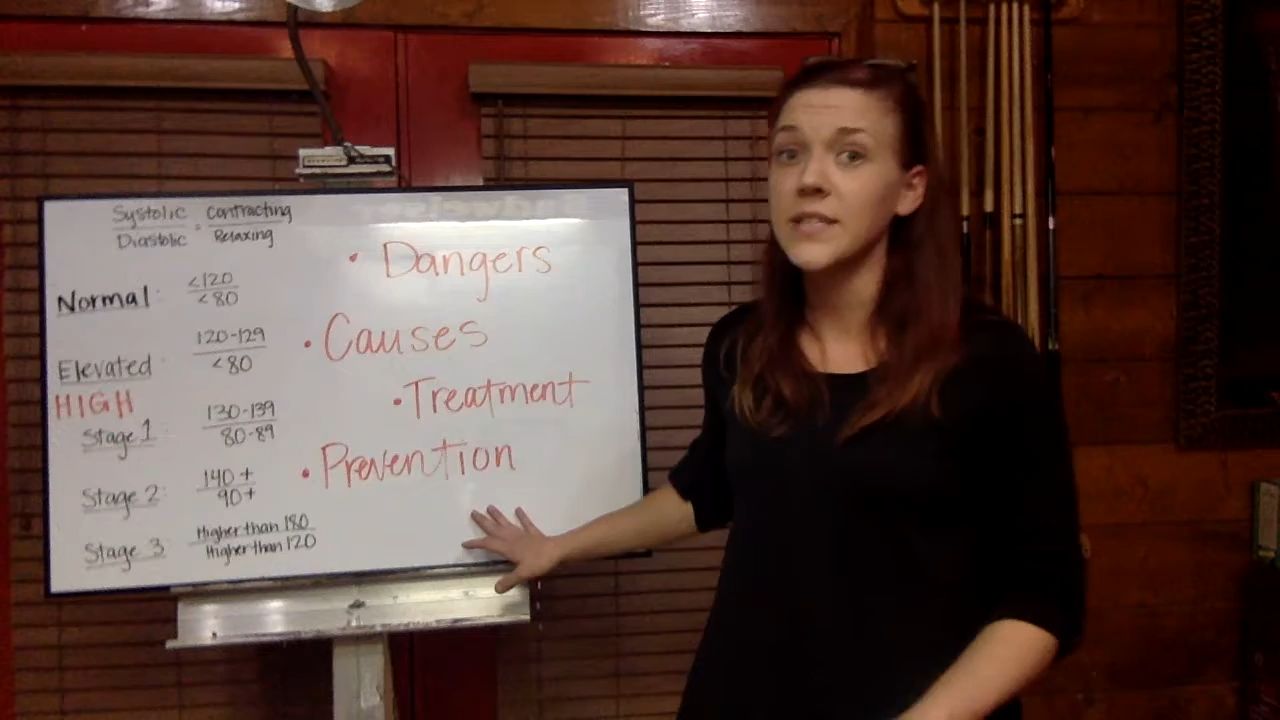 Systolic = Contracting
Diastolic Relaxing
Normal: <120
<80
Elevated 120-129
<80
HIGH
Stage 1 130-139
80-89
Stage 2: 140+
90+
Stage 3 Higher than 180
Higher than 120
• Dangers
• Causes
• Treatment
• Prevention